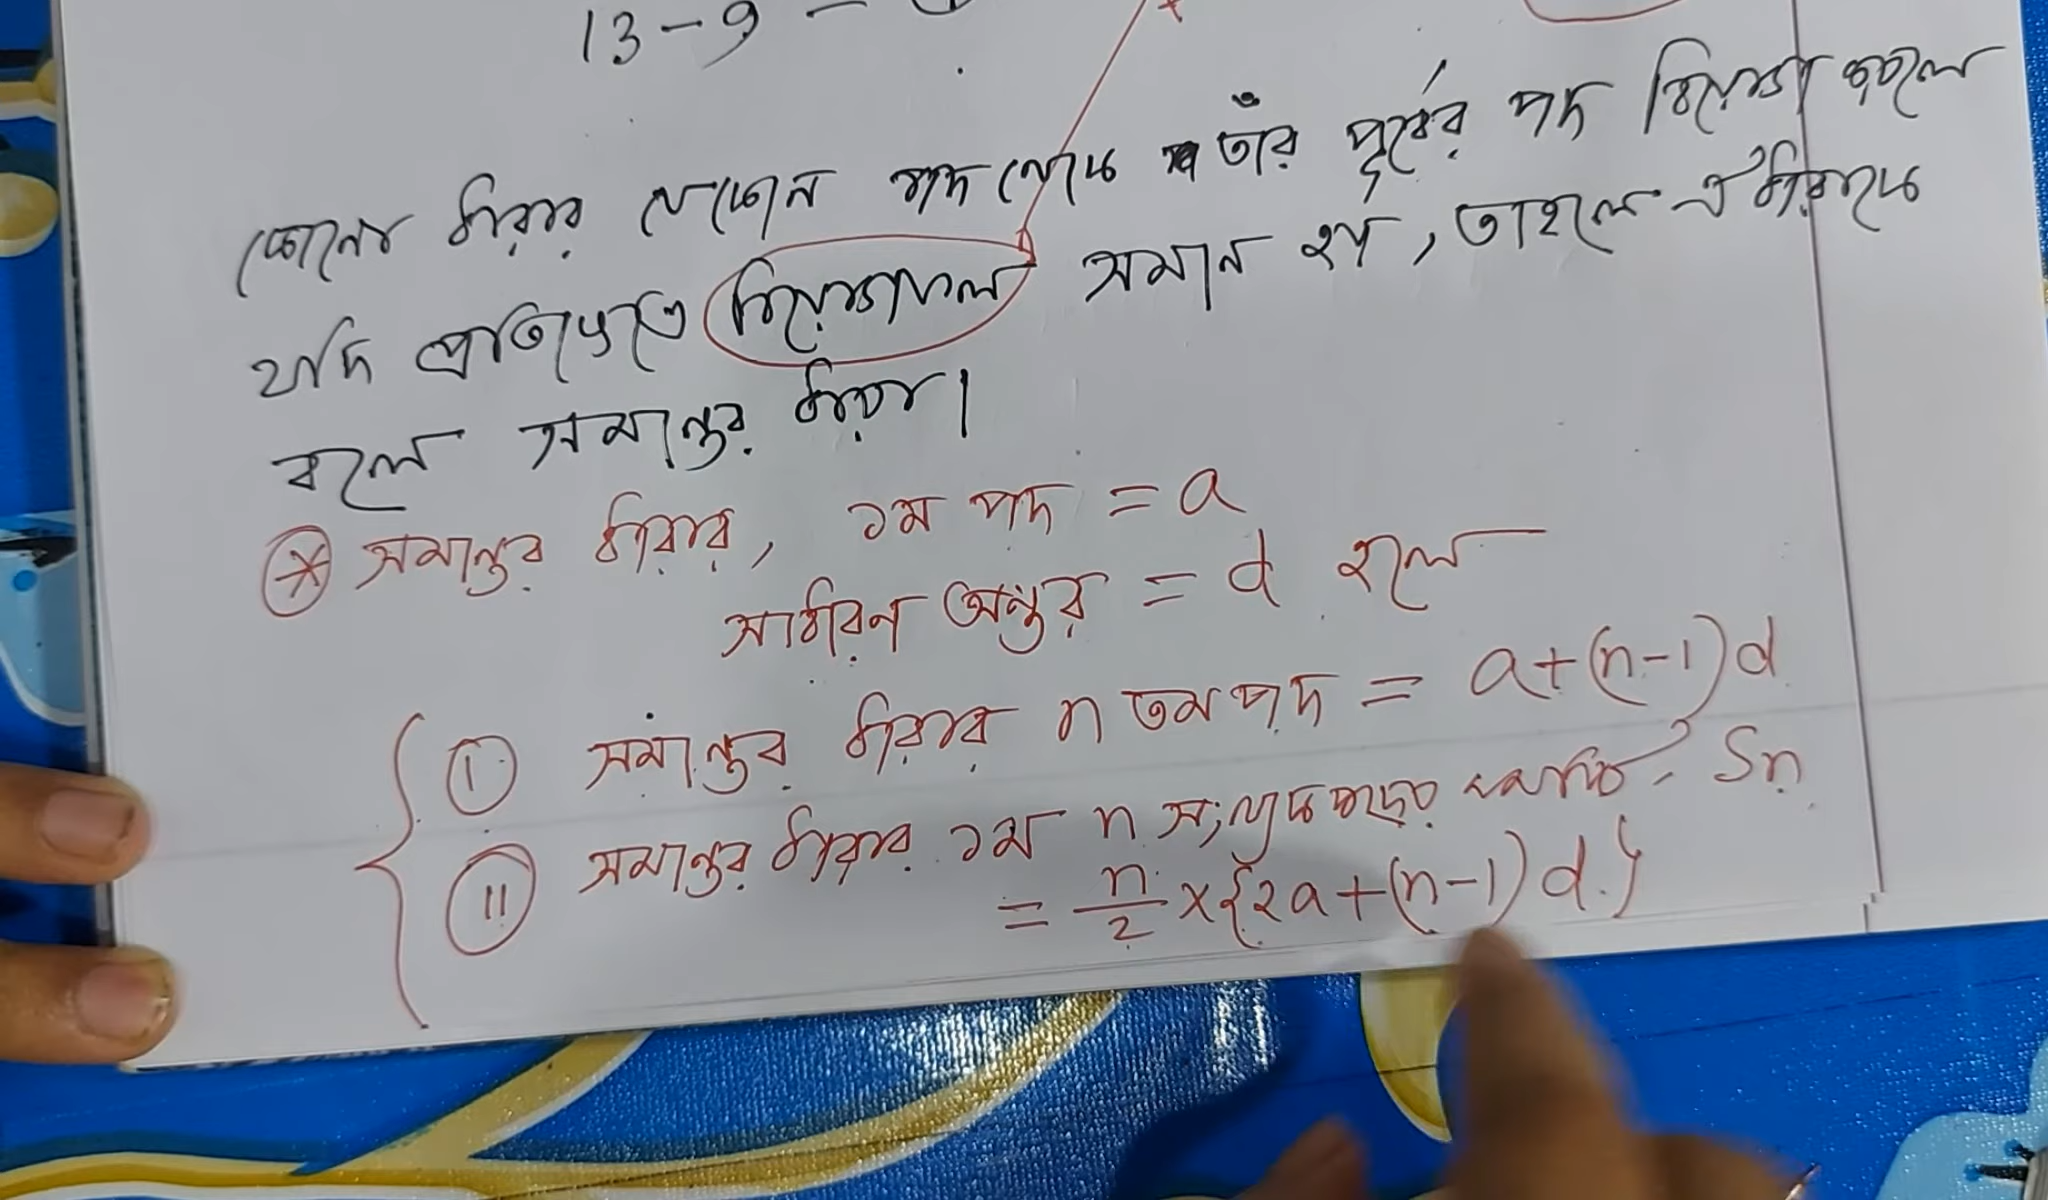 13-9 =
কোনো ধারার যেকোন পদ থেকে তাঁর পূর্বের পদ বিয়োগ করলে
যদি প্রতিক্ষেত্রে বিয়োগফল সমান হয়, তাহলে ঐ ধারাকে
বলে সমান্তর ধারা।
* সমান্তর ধারার, ১ম পদ = a
সাধারন অন্তর = d হলে
i সমান্তর ধারার n তম পদ = a+(n-1)d
ii সমান্তর ধারার ১ম n সংখ্যক পদের সমষ্টি, Sn
= n/2 × {2a+(n-1)d}